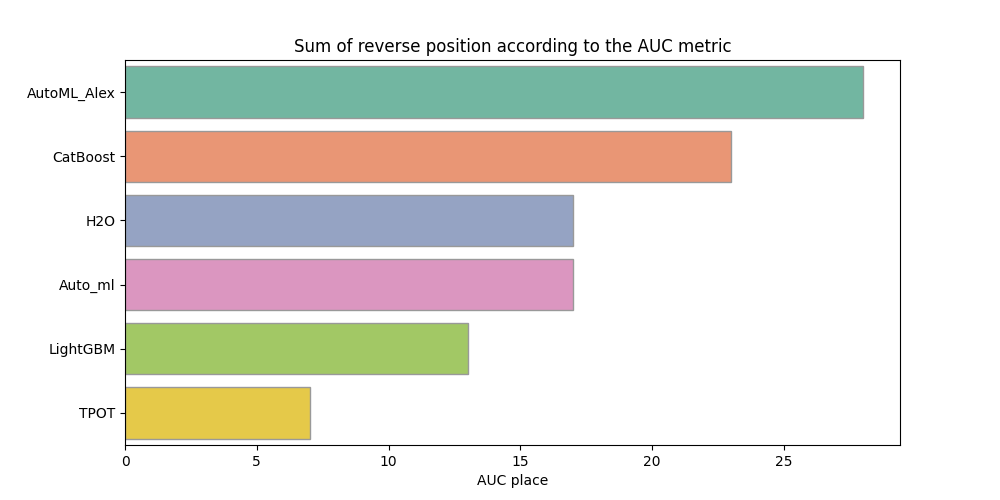 Sum of reverse position according to the AUC metric
AutoML_Alex
CatBoost
H2O
Auto_ml
LightGBM
TPOT
0 5 10 15 20 25
AUC place